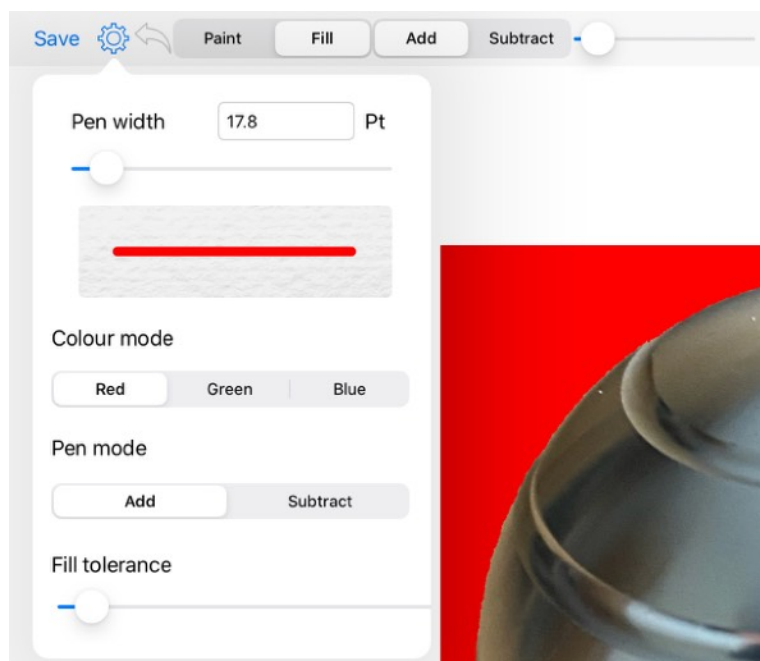 Save Paint Fill Add Subtract
Pen width 17.8 Pt
Colour mode
Red Green Blue
Pen mode
Add Subtract
Fill tolerance